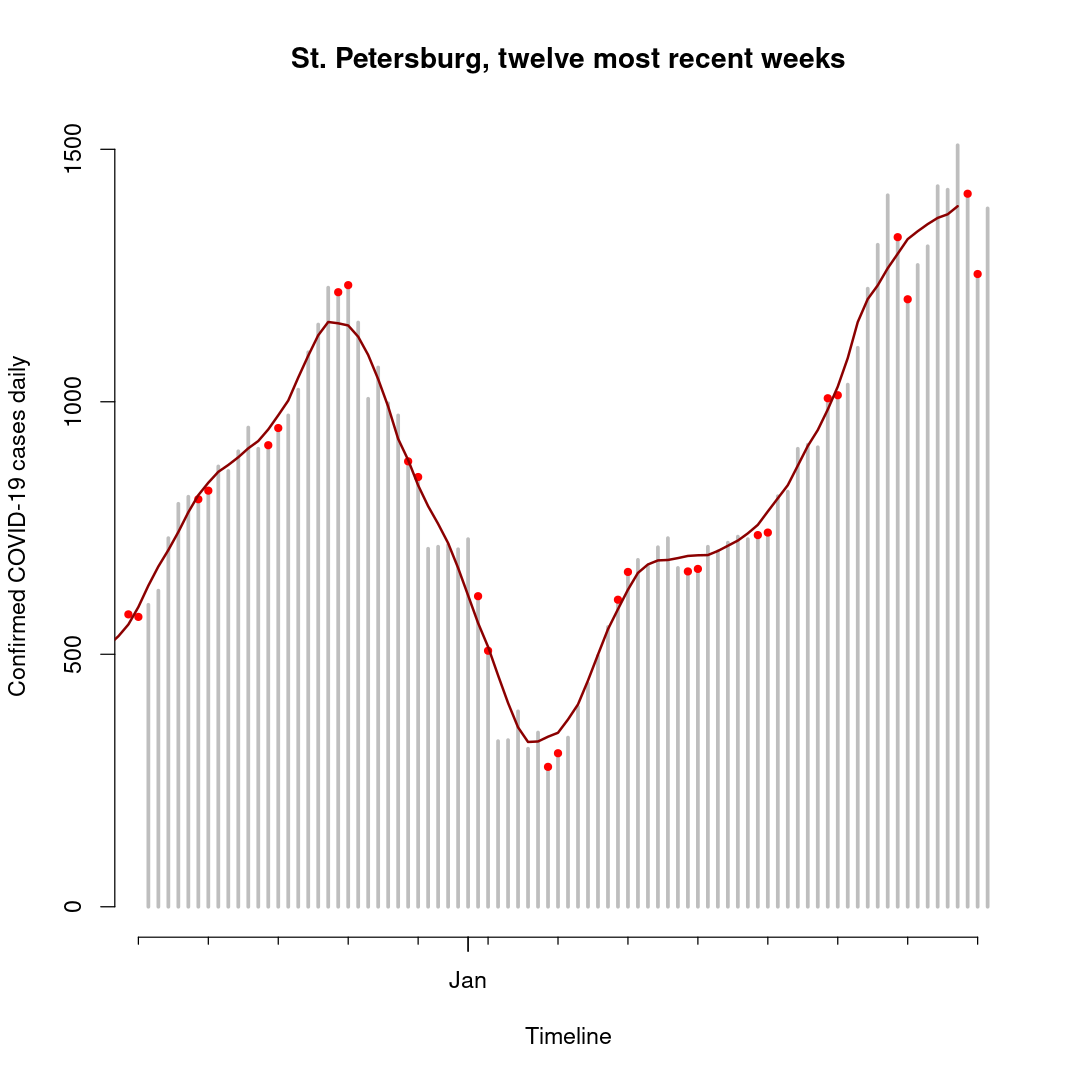 St. Petersburg, twelve most recent weeks
1500
1000
500
0
Confirmed COVID-19 cases daily
Jan
Timeline